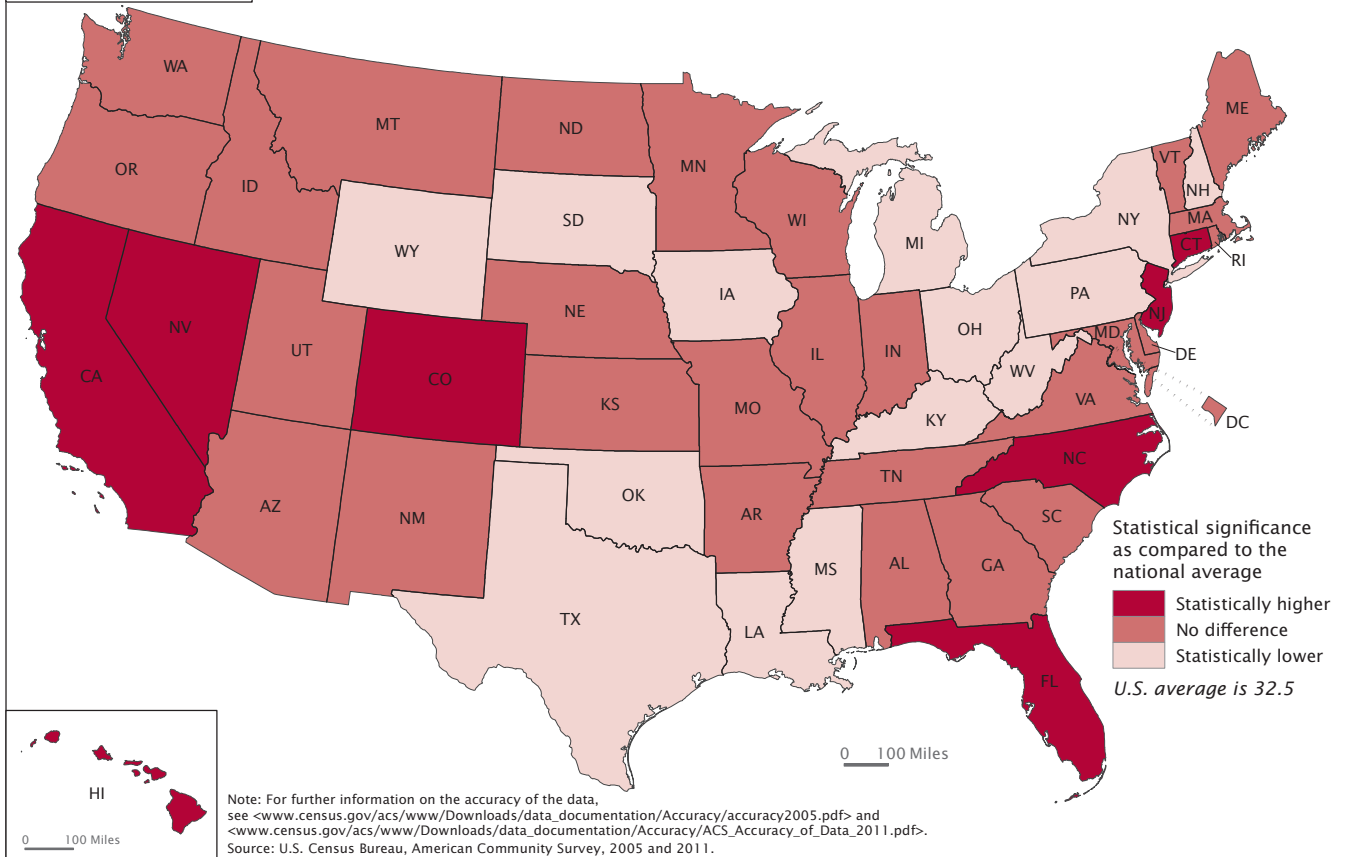 WA
MT
ND
MN
ME
OR
ID
SD
WI
VT
NH
NY
MA
WY
MI
CT
RI
IA
PA
NE
NJ
NV
OH
MD
UT
IL
IN
DE
CA
CO
WV
KS
MO
VA
KY
DC
NC
TN
AZ
NM
OK
AR
SC
MS
AL
GA
TX
LA
FL
Statistical significance
as compared to the
national average
Statistically higher
No difference
Statistically lower
U.S. average is 32.5
0 100 Miles
HI
0 100 Miles
Note: For further information on the accuracy of the data,
see <www.census.gov/acs/www/Downloads/data_documentation/Accuracy/accuracy2005.pdf> and
<www.census.gov/acs/www/Downloads/data_documentation/Accuracy/ACS_Accuracy_of_Data_2011.pdf>.
Source: U.S. Census Bureau, American Community Survey, 2005 and 2011.